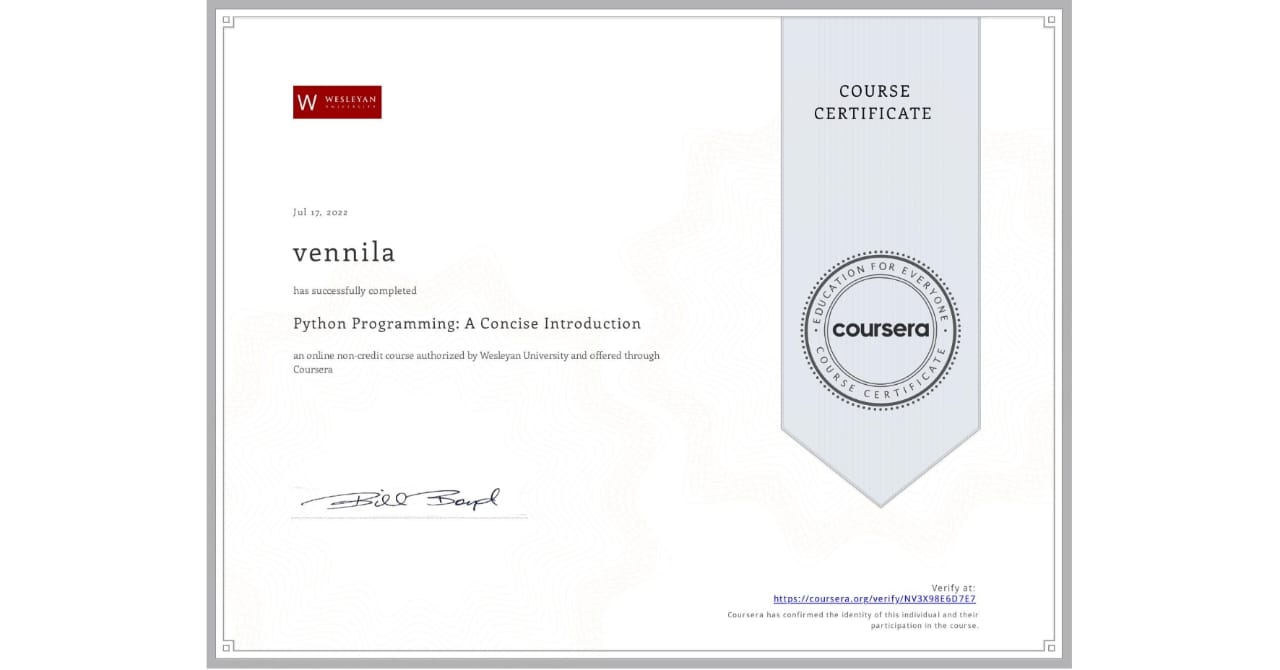 WESLEYAN
UNIVERSITY
COURSE
CERTIFICATE
Jul 17, 2022
vennila
has successfully completed
Python Programming: A Concise Introduction
an online non-credit course authorized by Wesleyan University and offered through
Coursera
EDUCATION FOR EVERYONE
coursera
COURSE CERTIFICATE
Bill Boyd
Verify at:
https://coursera.org/verify/NV3X98E6D7E7
Coursera has confirmed the identity of this individual and their
participation in the course.